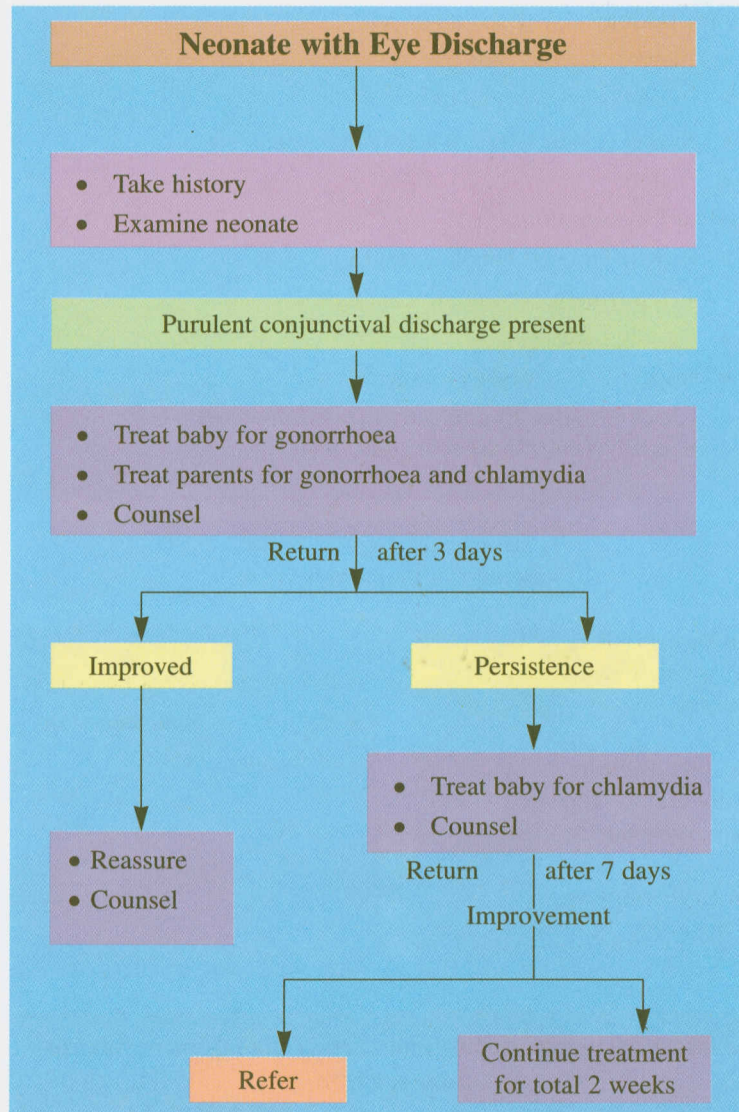 Neonate with Eye Discharge
• Take history
• Examine neonate
Purulent conjunctival discharge present
• Treat baby for gonorrhoea
• Treat parents for gonorrhoea and chlamydia
• Counsel
Return after 3 days
Improved
Persistence
• Treat baby for chlamydia
• Counsel
• Reassure
• Counsel
Return after 7 days
Improvement
Refer
Continue treatment
for total 2 weeks